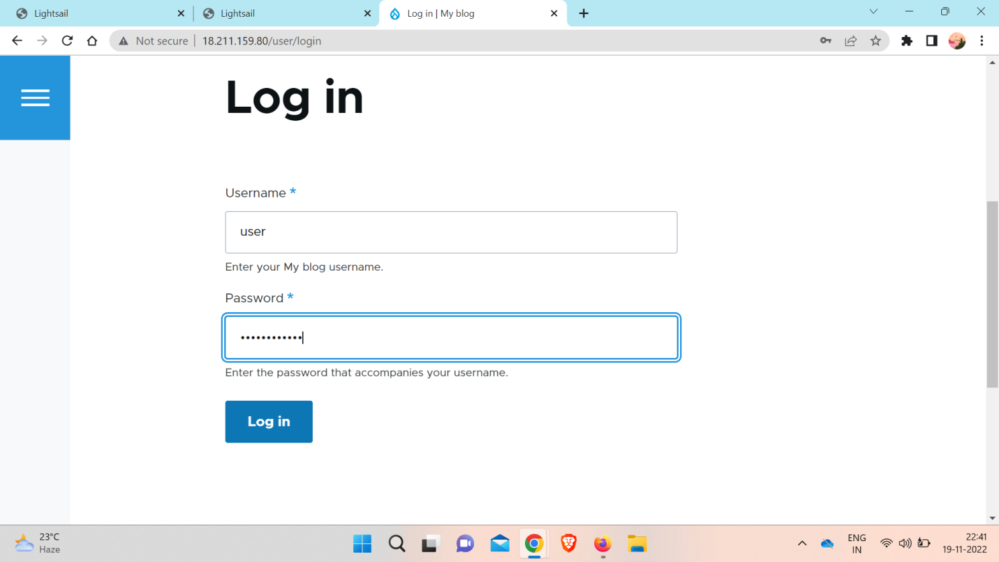 Lightsail
Lightsail
Log in | My blog
Not secure
18.211.159.80/user/login
Log in
Username *
user
Enter your My blog username.
Password *
••••••••••••
Enter the password that accompanies your username.
Log in
23°C
Haze
ENG
IN
22:41
19-11-2022